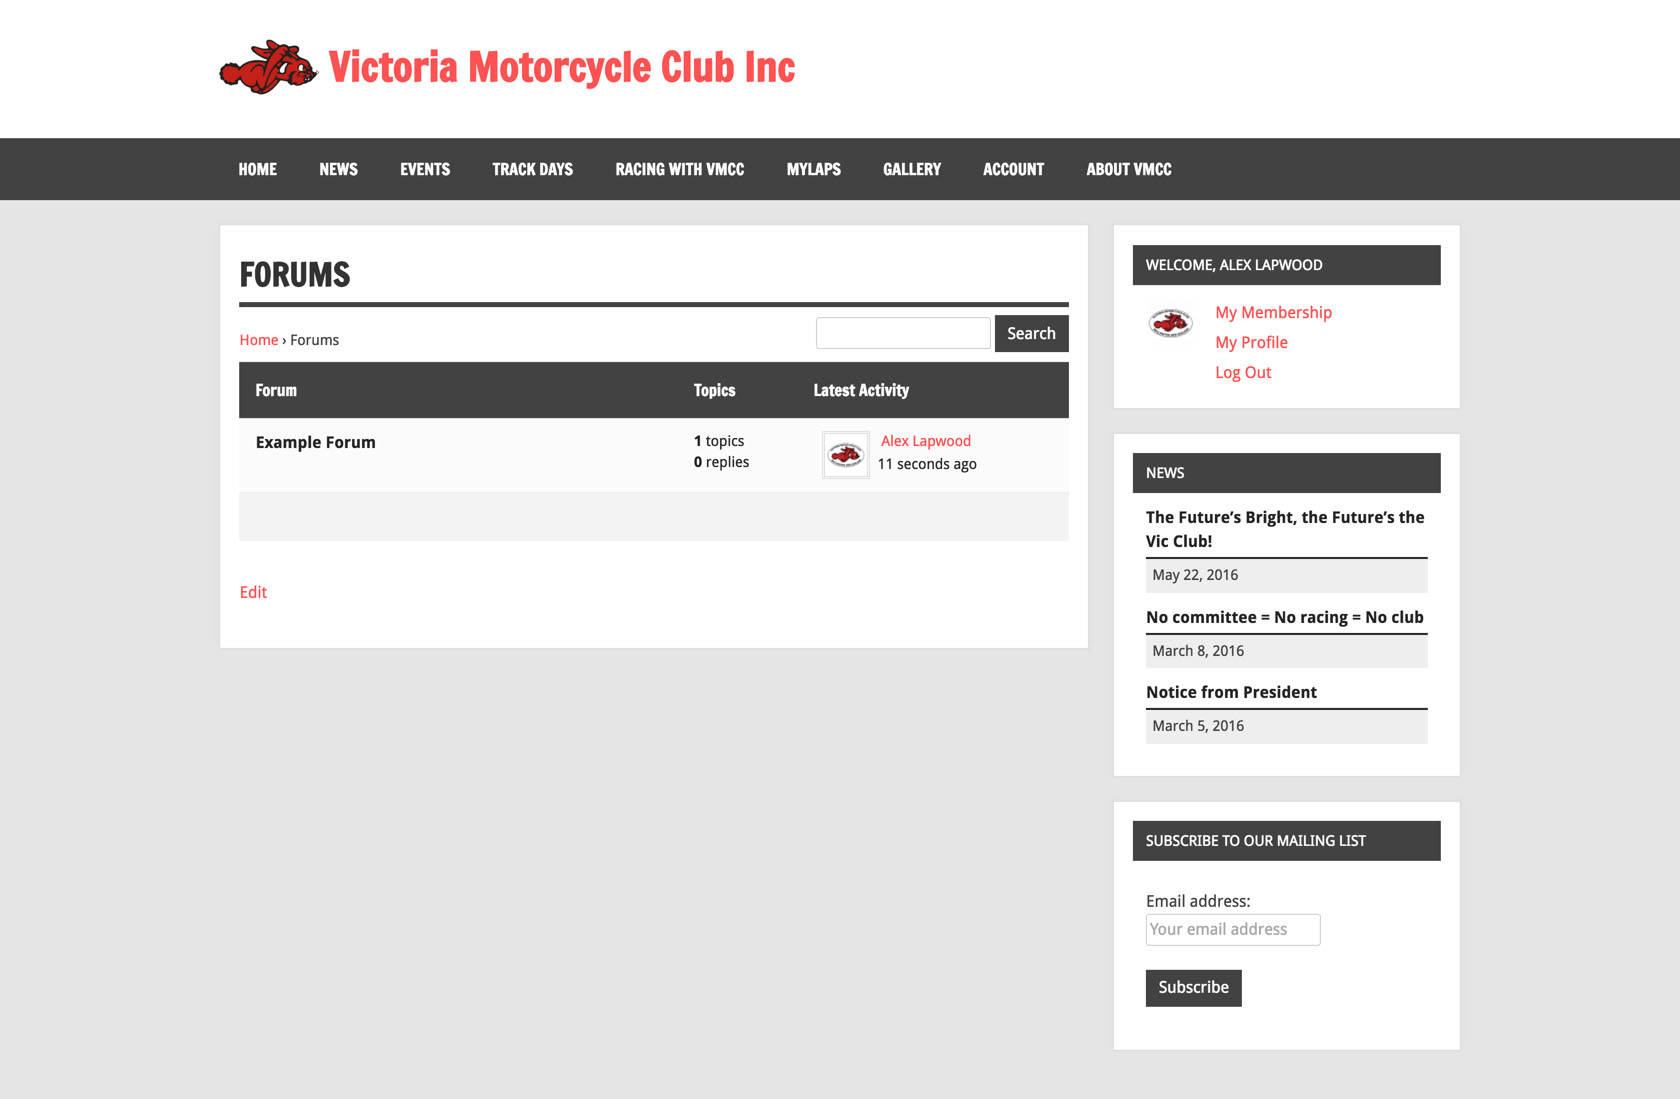 Victoria Motorcycle Club Inc
HOME NEWS EVENTS TRACK DAYS RACING WITH VMCC MYLAPS GALLERY ACCOUNT ABOUT VMCC
FORUMS
Home › Forums
Search
Forum Topics Latest Activity
Example Forum
1 topics
0 replies
Alex Lapwood
11 seconds ago
Edit
WELCOME, ALEX LAPWOOD
My Membership
My Profile
Log Out
NEWS
The Future’s Bright, the Future’s the
Vic Club!
May 22, 2016
No committee = No racing = No club
March 8, 2016
Notice from President
March 5, 2016
SUBSCRIBE TO OUR MAILING LIST
Email address:
Your email address
Subscribe